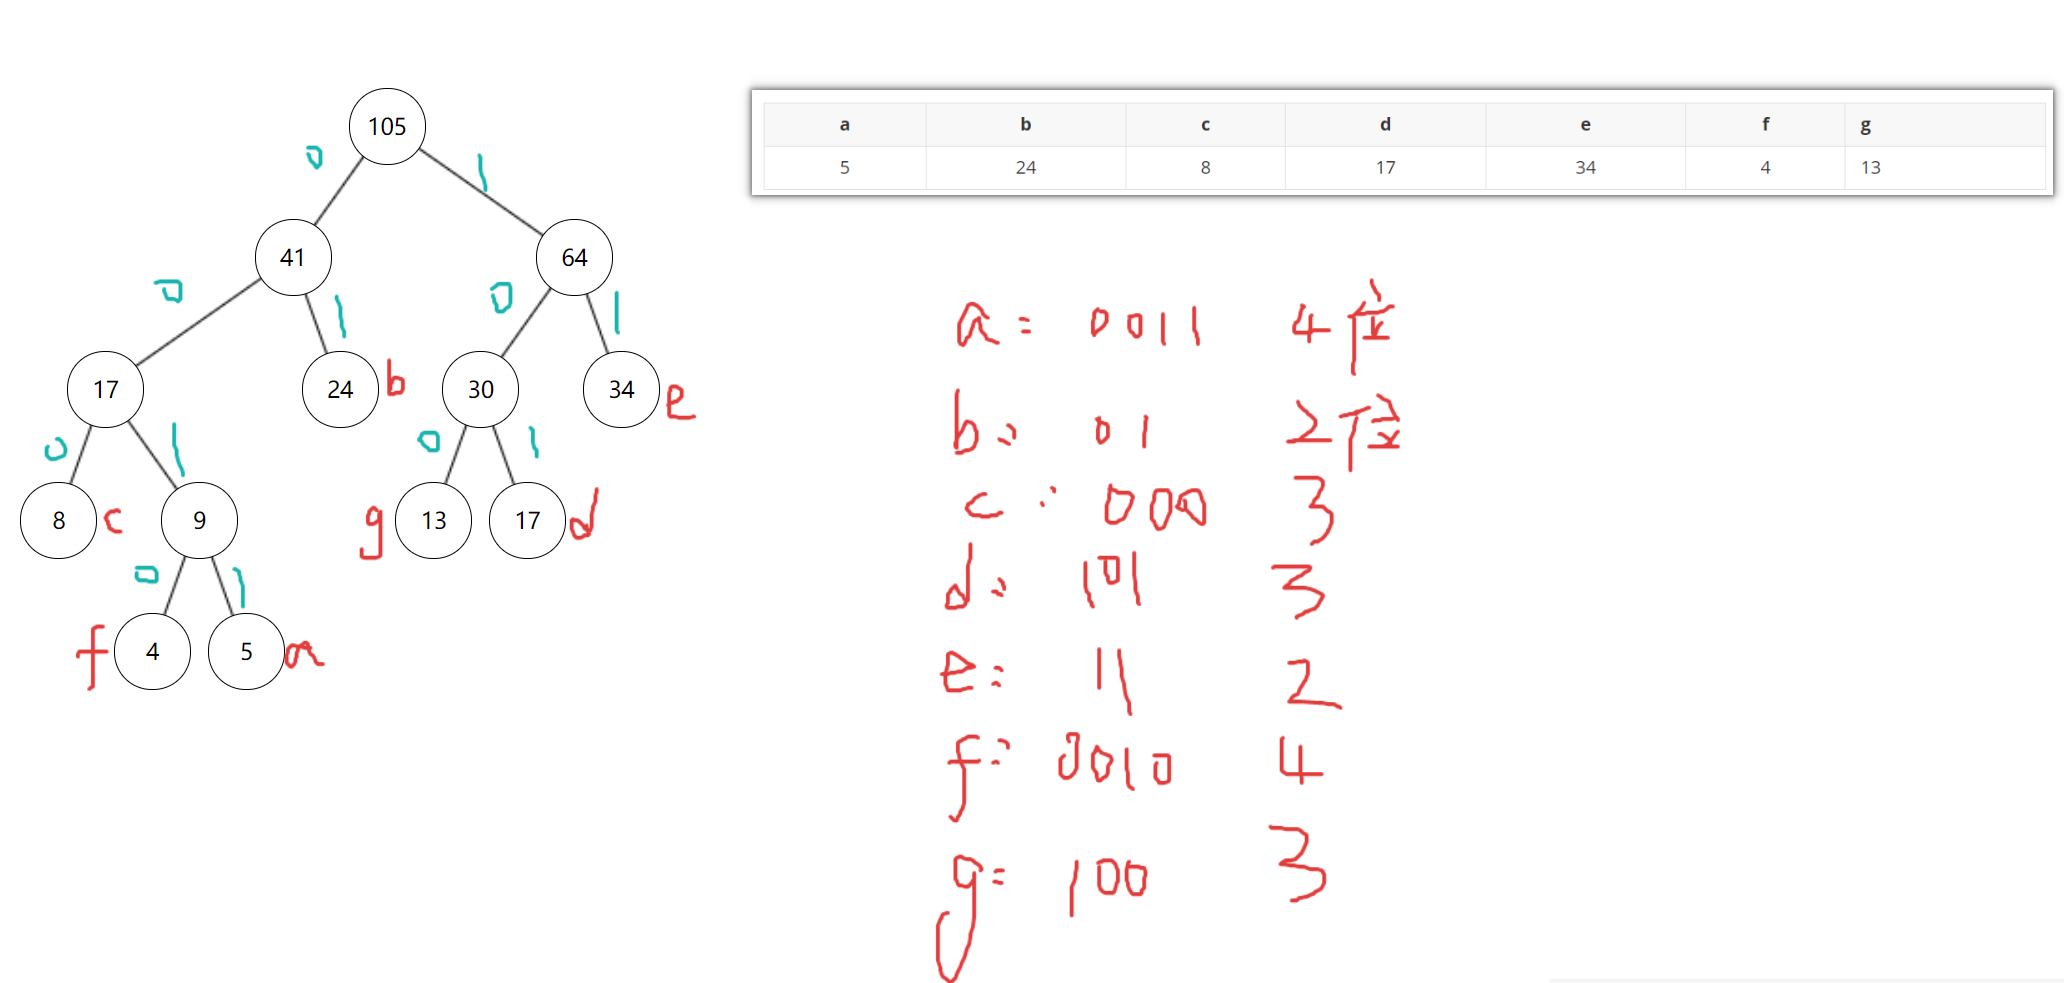 105
0 1
41 64
0 1 0 1
17 24 b 30 34 e
0 1 0 1
8 c 9 g 13 17 d
0 1
f 4 5 a
a b c d e f g
5 24 8 17 34 4 13
a = 0011 4位
b = 01 2位
c = 000 3
d = 101 3
e = 11 2
f = 0010 4
g = 100 3